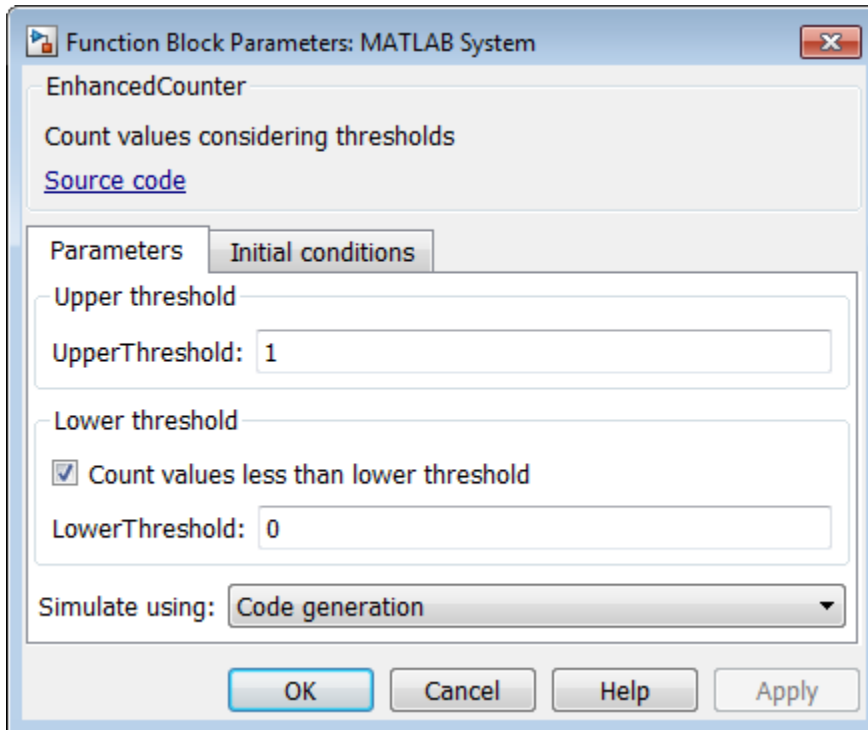 Function Block Parameters: MATLAB System
EnhancedCounter
Count values considering thresholds
Source code
Parameters
Initial conditions
Upper threshold
UpperThreshold: 1
Lower threshold
Count values less than lower threshold
LowerThreshold: 0
Simulate using: Code generation
OK Cancel Help Apply